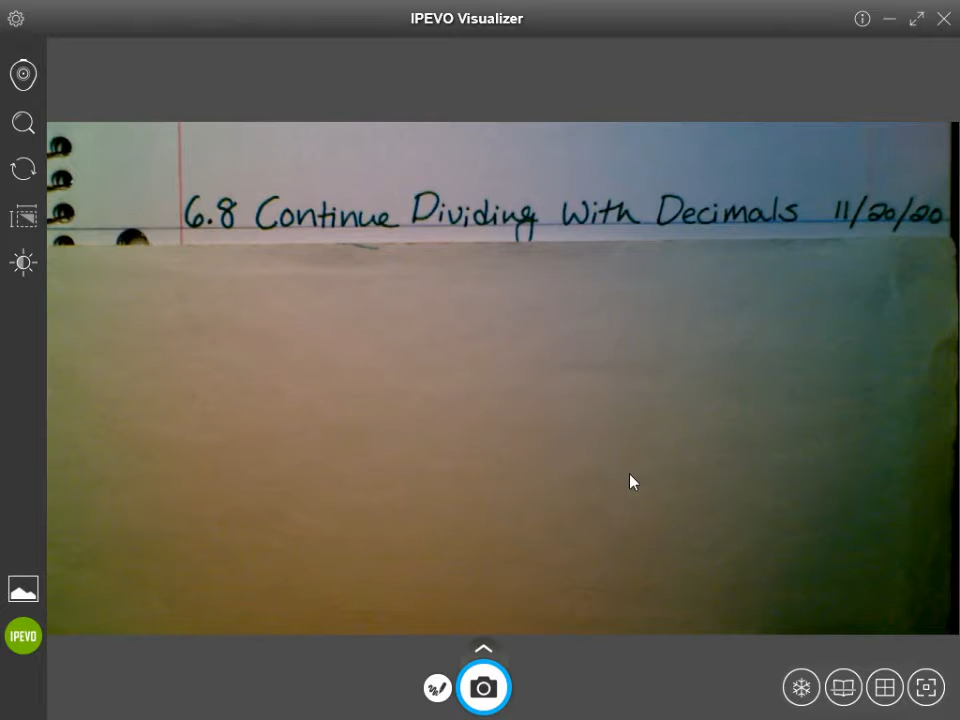 IPEVO Visualizer
6.8 Continue Dividing With Decimals 11/20/20
IPEVO